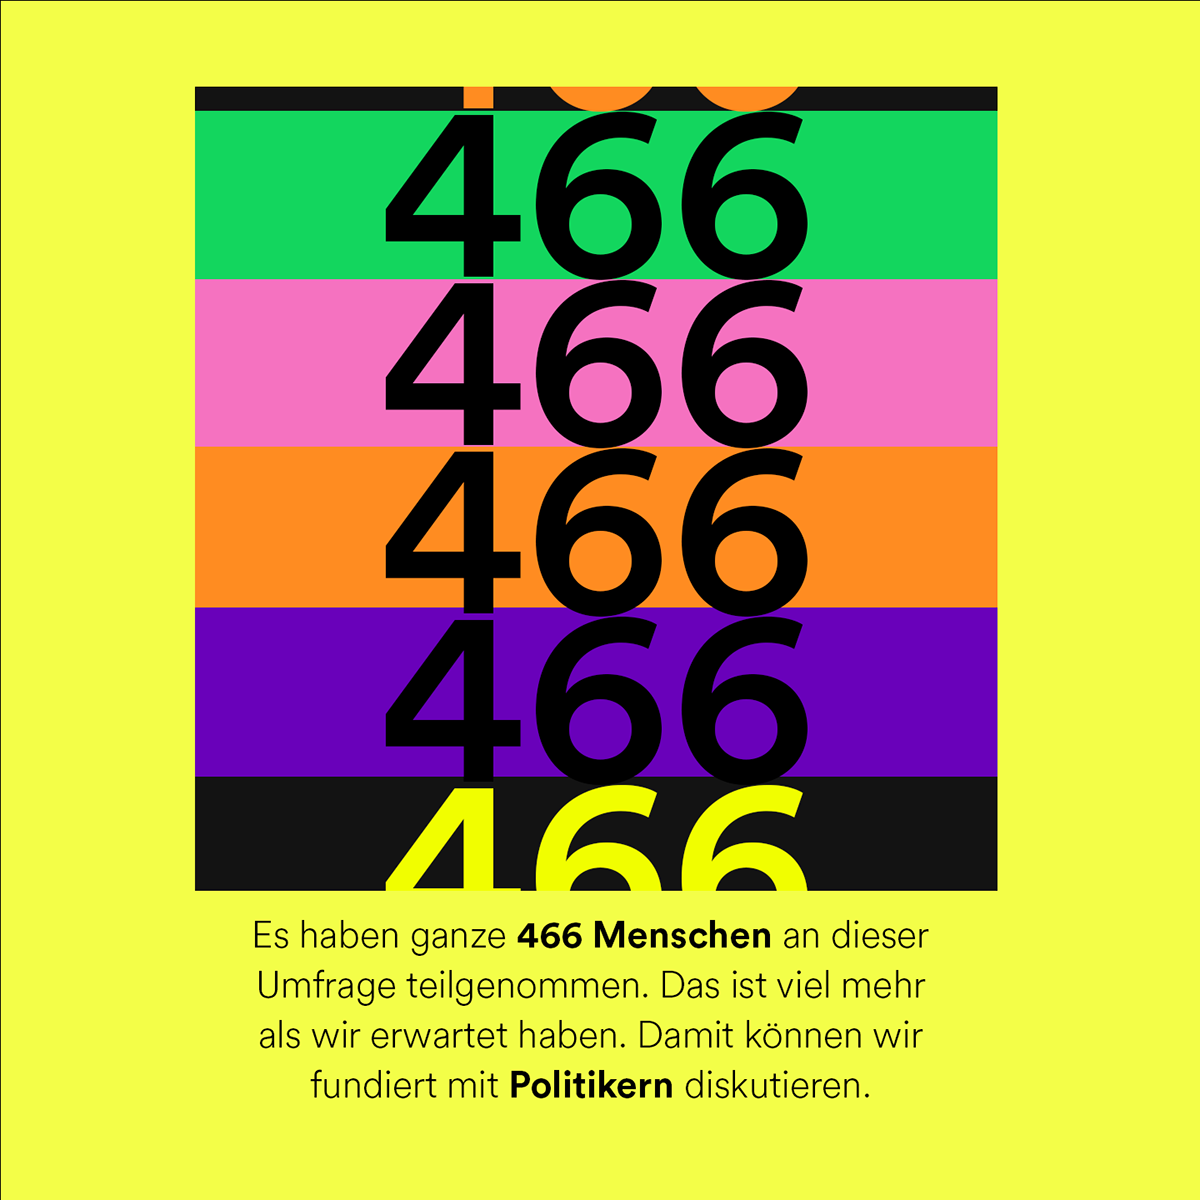 466
466
466
466
466
Es haben ganze 466 Menschen an dieser
Umfrage teilgenommen. Das ist viel mehr
als wir erwartet haben. Damit können wir
fundiert mit Politikern diskutieren.